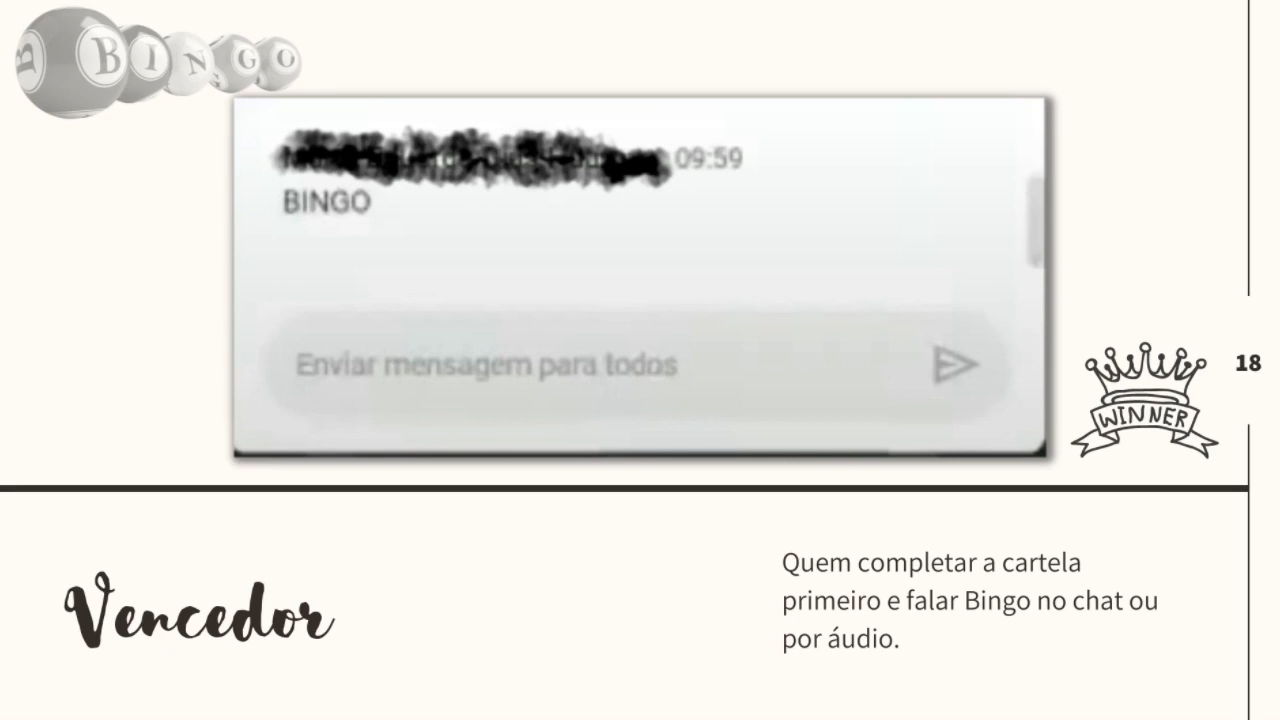 B BINGO
09:59
BINGO
Enviar mensagem para todos
18
WINNER
Vencedor
Quem completar a cartela
primeiro e falar Bingo no chat ou
por áudio.